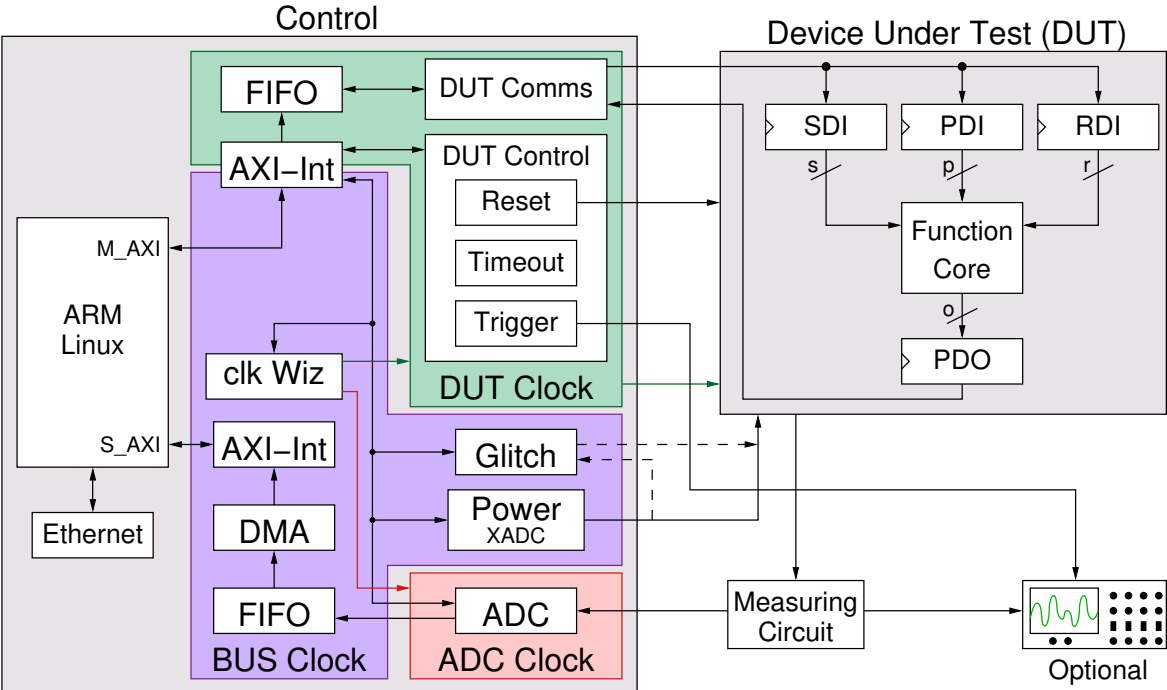 Control
Device Under Test (DUT)
FIFO
DUT Comms
SDI
PDI
RDI
AXI−Int
DUT Control
s
p
r
Reset
Function
Core
M_AXI
Timeout
ARM
Linux
o
Trigger
clk Wiz
PDO
DUT Clock
S_AXI
AXI−Int
Glitch
Power
XADC
Ethernet
DMA
FIFO
ADC
Measuring
Circuit
BUS Clock
ADC Clock
Optional